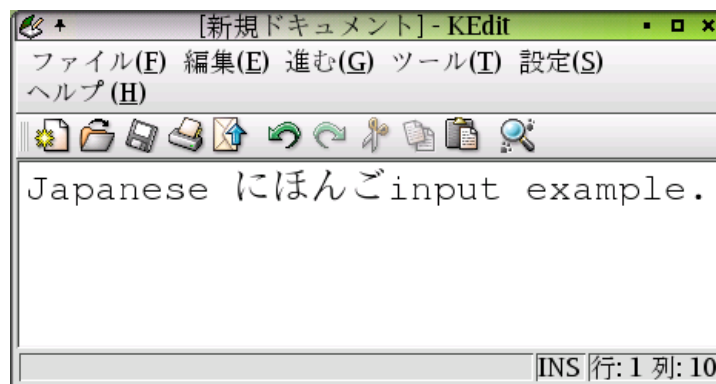 [新規ドキュメント] - KEdit
ファイル(F) 編集(E) 進む(G) ツール(T) 設定(S)
ヘルプ(H)
Japanese にほんごinput example.
INS 行: 1 列: 10